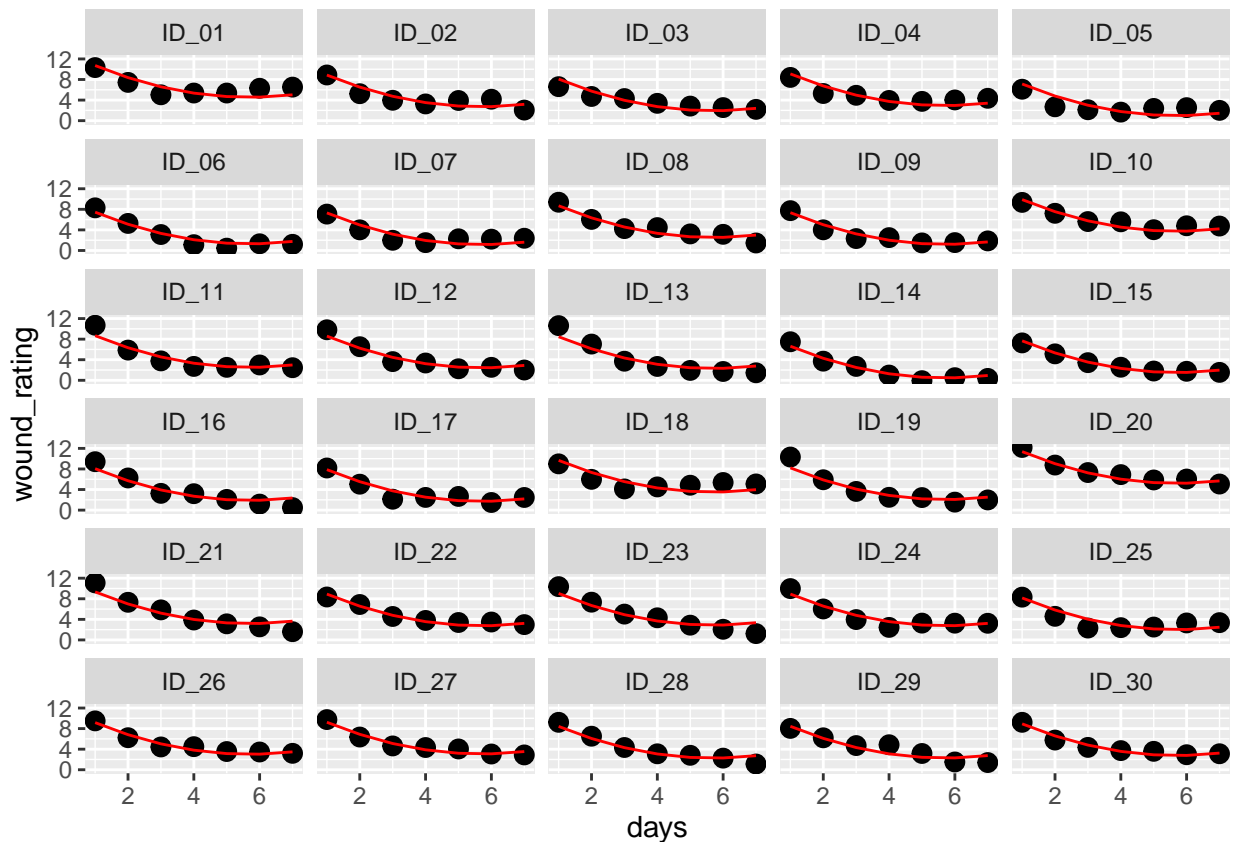 ID_01 ID_02 ID_03 ID_04 ID_05
12
8
4
0
ID_06 ID_07 ID_08 ID_09 ID_10
12
8
4
0
ID_11 ID_12 ID_13 ID_14 ID_15
12
8
4
0
wound_rating
ID_16 ID_17 ID_18 ID_19 ID_20
12
8
4
0
ID_21 ID_22 ID_23 ID_24 ID_25
12
8
4
0
ID_26 ID_27 ID_28 ID_29 ID_30
12
8
4
0
2 4 6 2 4 6 2 4 6 2 4 6 2 4 6
days